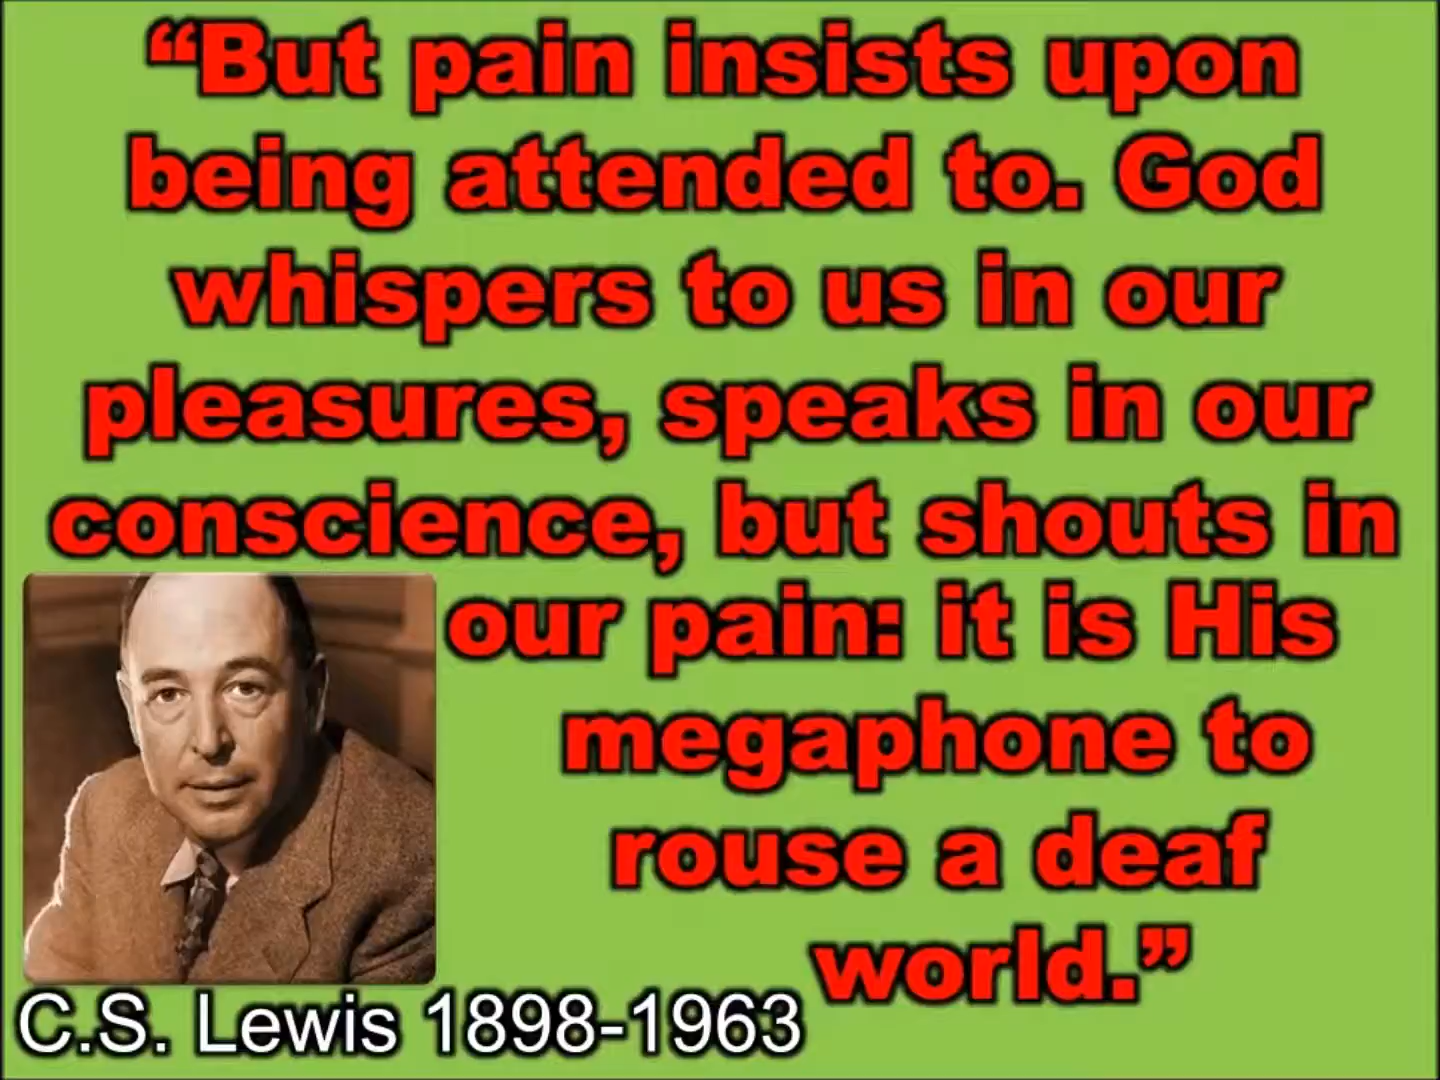 “But pain insists upon
being attended to. God
whispers to us in our
pleasures, speaks in our
conscience, but shouts in
our pain: it is His
megaphone to
rouse a deaf
world.”
C.S. Lewis 1898-1963